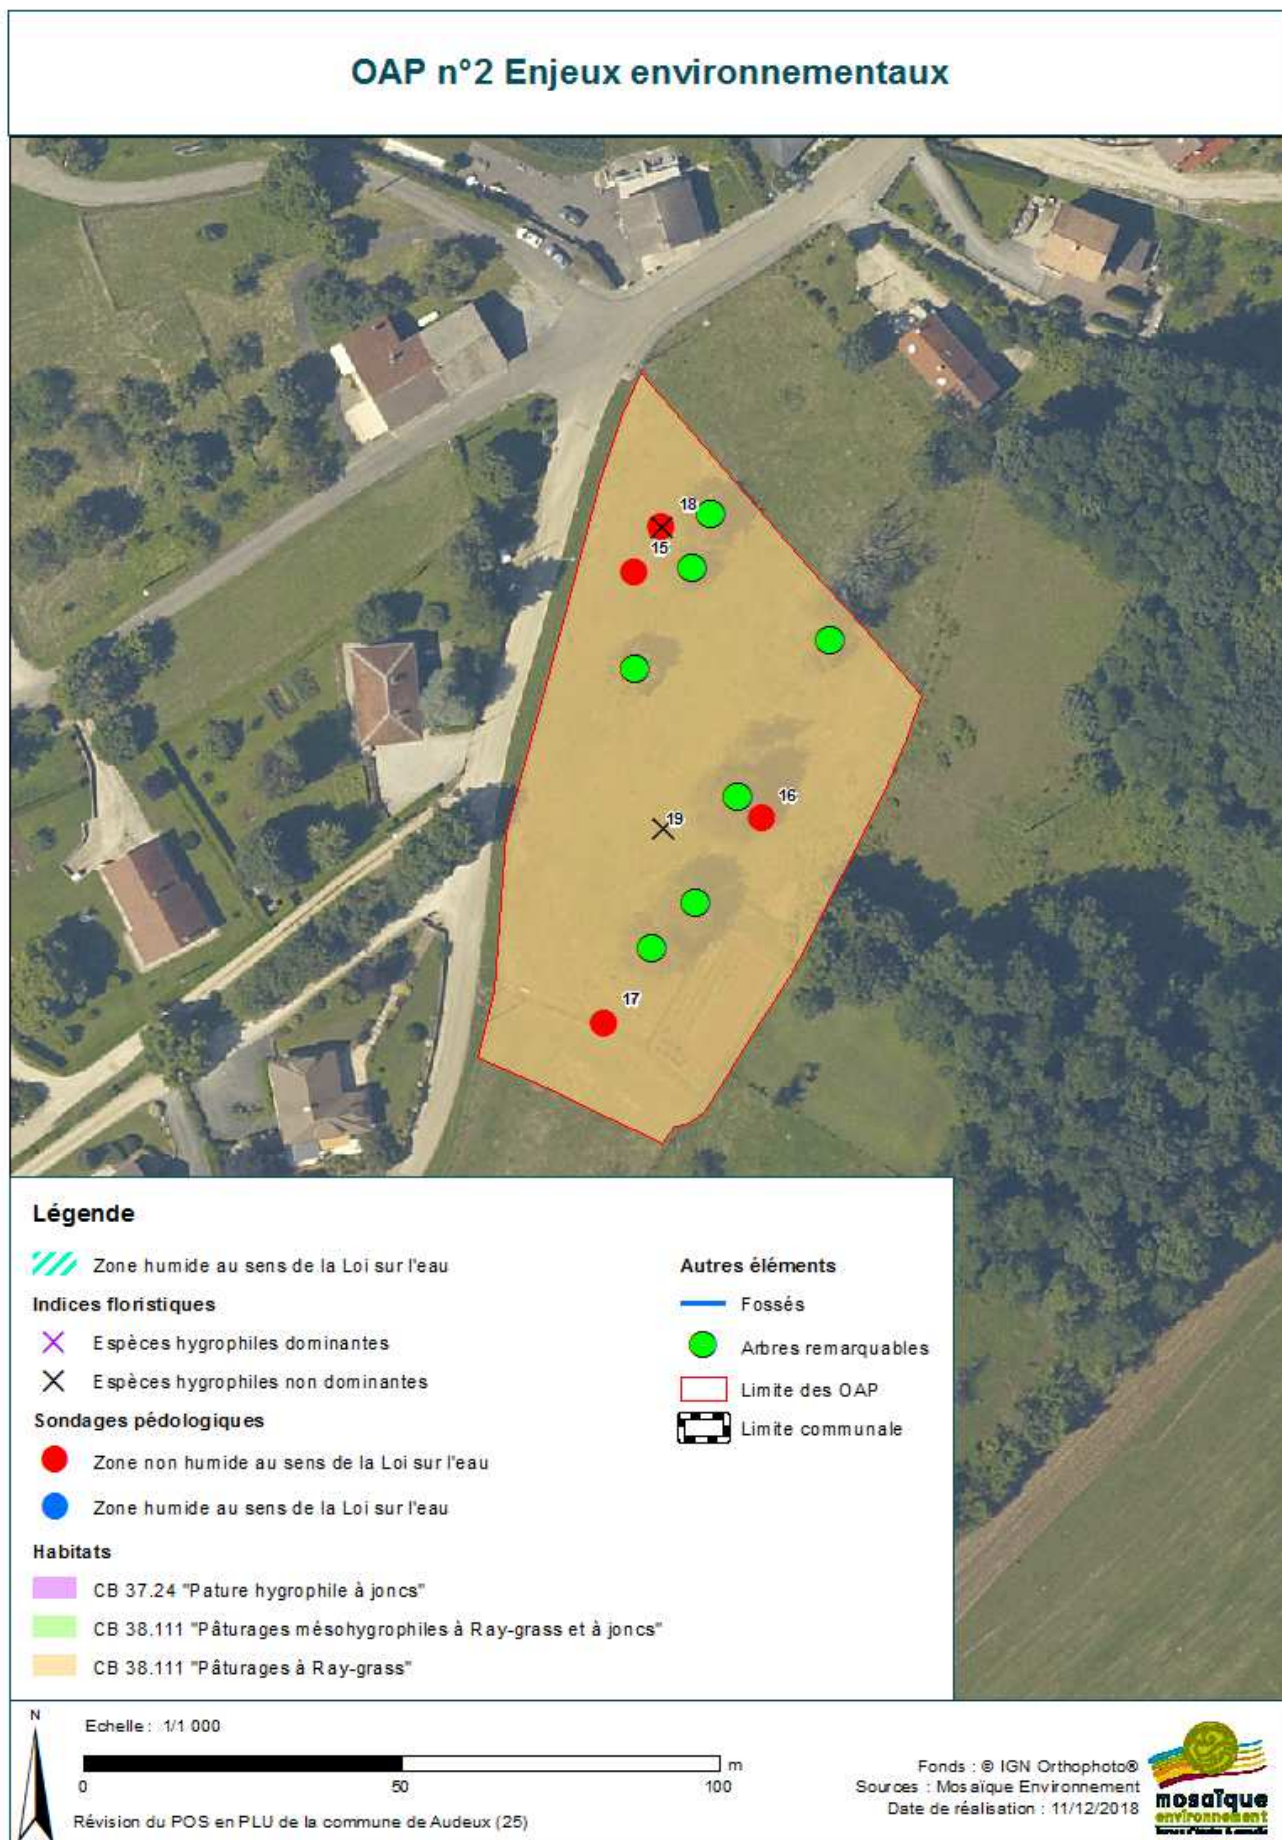 OAP n°2 Enjeux environnementaux
18
15
16
19
17
Légende
Zone humide au sens de la Loi sur l'eau
Indices floristiques
Espèces hygrophiles dominantes
Espèces hygrophiles non dominantes
Sondages pédologiques
Zone non humide au sens de la Loi sur l'eau
Zone humide au sens de la Loi sur l'eau
Habitats
CB 37.24 "Pature hygrophile à joncs"
CB 38.111 "Pâturages mésohygrophiles à Ray-grass et à joncs"
CB 38.111 "Pâturages à Ray-grass"
Autres éléments
Fossés
Arbres remarquables
Limite des OAP
Limite communale
N
Echelle : 1/1 000
m
0 50 100
Révision du POS en PLU de la commune de Audeux (25)
Fonds : © IGN Orthophoto®
Sources : Mosaïque Environnement
Date de réalisation : 11/12/2018
mosaïque
environnement